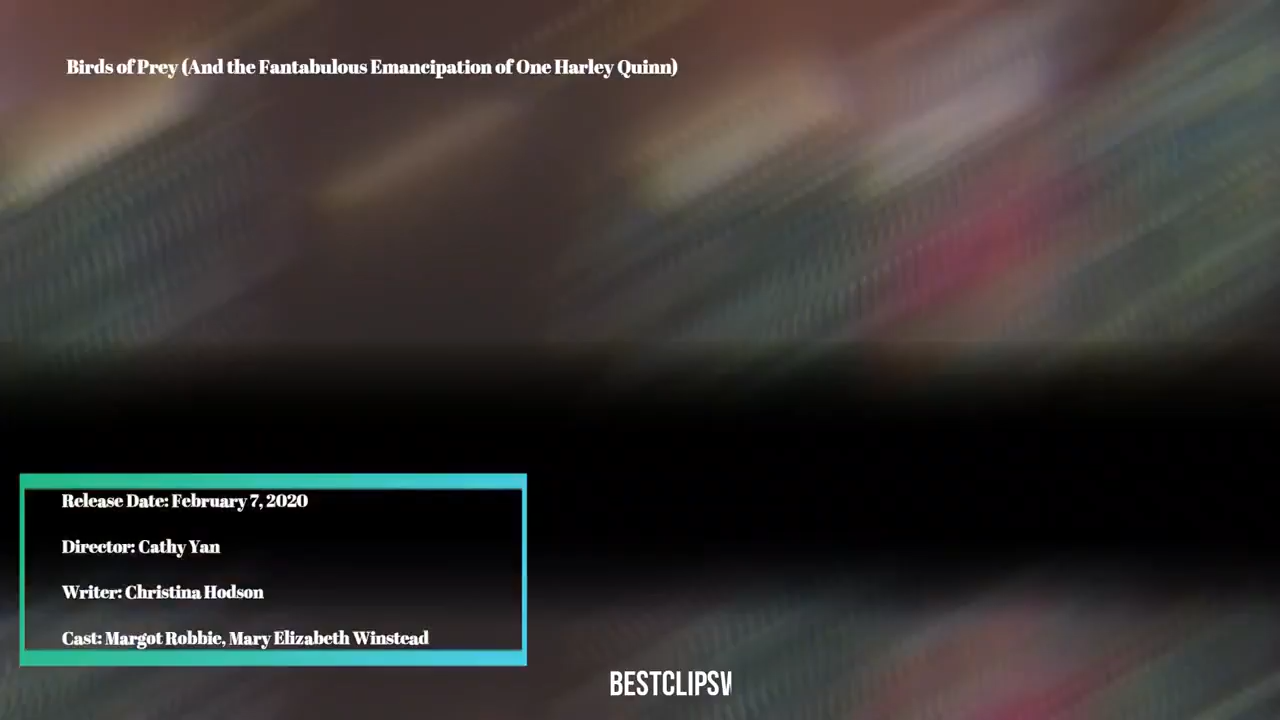 Birds of Prey (And the Fantabulous Emancipation of One Harley Quinn)
Release Date: February 7, 2020
Director: Cathy Yan
Writer: Christina Hodson
Cast: Margot Robbie, Mary Elizabeth Winstead